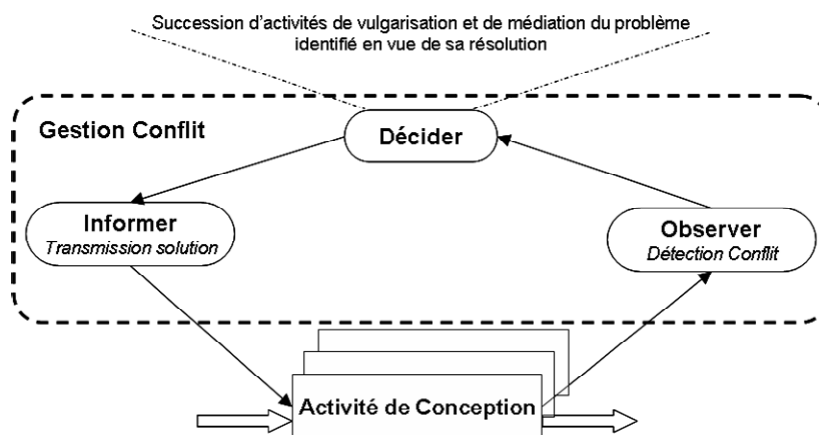 Succession d'activités de vulgarisation et de médiation du problème
identifié en vue de sa résolution
Gestion Conflit
Décider
Informer
Transmission solution
Observer
Détection Conflit
Activité de Conception